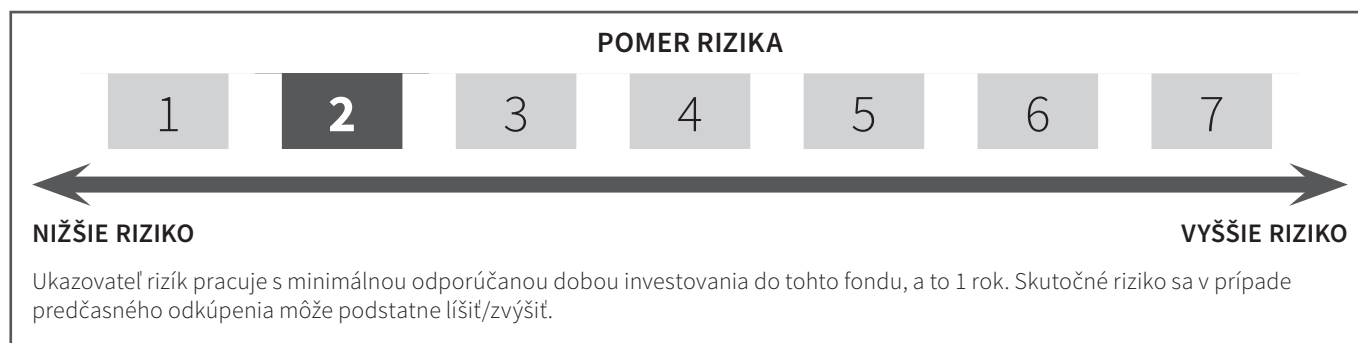 POMER RIZIKA
1 2 3 4 5 6 7
NIŽŠIE RIZIKO VYŠŠIE RIZIKO
Ukazovateľ rizík pracuje s minimálnou odporúčanou dobou investovania do tohto fondu, a to 1 rok. Skutočné riziko sa v prípade
predčasného odkúpenia môže podstatne líšiť/zvýšiť.